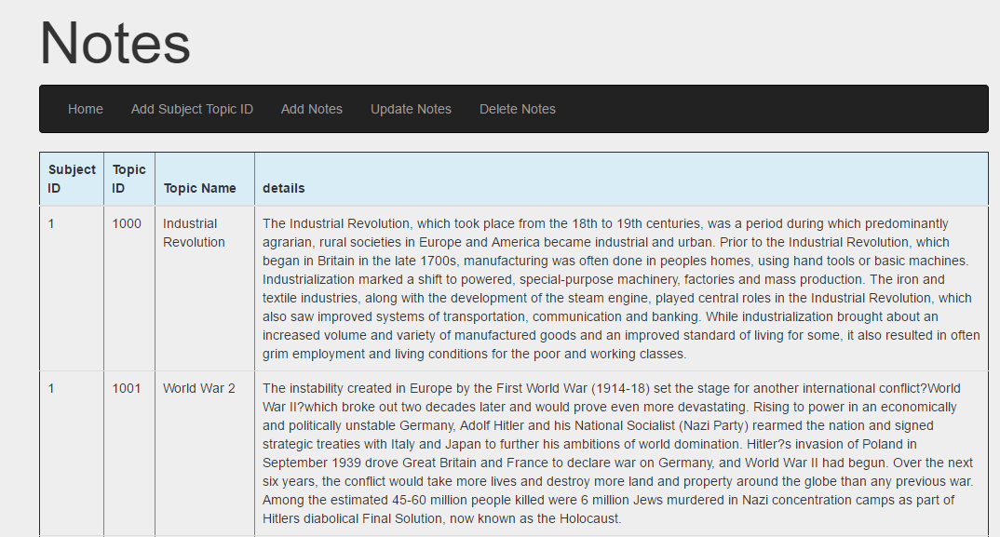 Notes
Home Add Subject Topic ID Add Notes Update Notes Delete Notes
Subject ID Topic ID Topic Name details
1 1000 Industrial Revolution
The Industrial Revolution, which took place from the 18th to 19th centuries, was a period during which predominantly
agrarian, rural societies in Europe and America became industrial and urban. Prior to the Industrial Revolution, which
began in Britain in the late 1700s, manufacturing was often done in peoples homes, using hand tools or basic machines.
Industrialization marked a shift to powered, special-purpose machinery, factories and mass production. The iron and
textile industries, along with the development of the steam engine, played central roles in the Industrial Revolution, which
also saw improved systems of transportation, communication and banking. While industrialization brought about an
increased volume and variety of manufactured goods and an improved standard of living for some, it also resulted in often
grim employment and living conditions for the poor and working classes.
1 1001 World War 2
The instability created in Europe by the First World War (1914-18) set the stage for another international conflict?World
War II?which broke out two decades later and would prove even more devastating. Rising to power in an economically
and politically unstable Germany, Adolf Hitler and his National Socialist (Nazi Party) rearmed the nation and signed
strategic treaties with Italy and Japan to further his ambitions of world domination. Hitler?s invasion of Poland in
September 1939 drove Great Britain and France to declare war on Germany, and World War II had begun. Over the next
six years, the conflict would take more lives and destroy more land and property around the globe than any previous war.
Among the estimated 45-60 million people killed were 6 million Jews murdered in Nazi concentration camps as part of
Hitlers diabolical Final Solution, now known as the Holocaust.